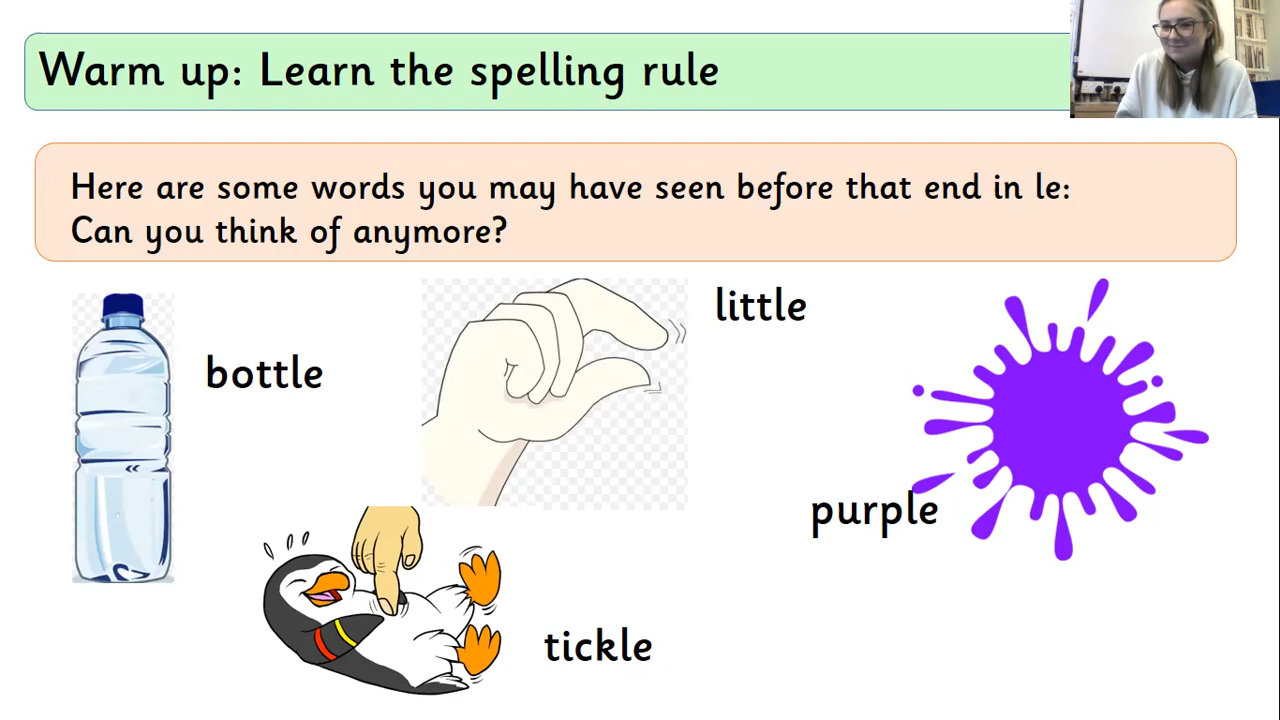 Warm up: Learn the spelling rule
Here are some words you may have seen before that end in le:
Can you think of anymore?
little
bottle
purple
tickle